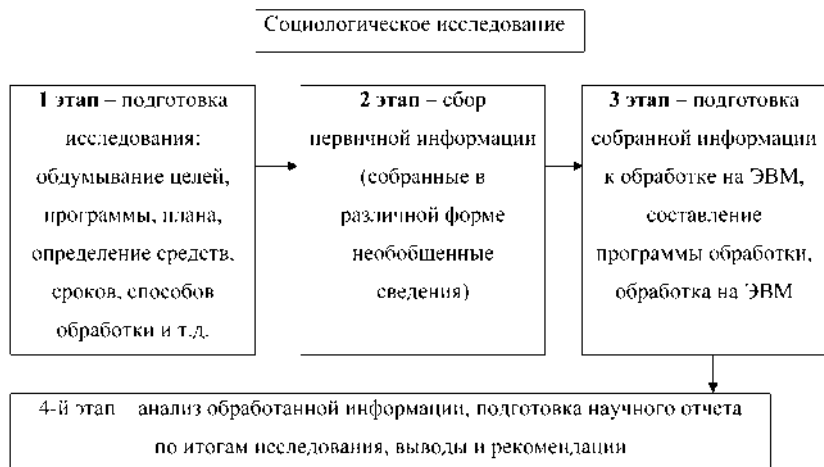 Социологическое исследование
1 этап – подготовка
исследования:
обдумывание целей,
программы, плана,
определение средств,
сроков, способов
обработки и т.д.
2 этап – сбор
первичной информации
(собранные в
различной форме
необобщенные
сведения)
3 этап – подготовка
собранной информации
к обработке на ЭВМ,
составление
программы обработки,
обработка на ЭВМ
4-й этап анализ обработанной информации, подготовка научного отчета
по итогам исследования, выводы и рекомендации